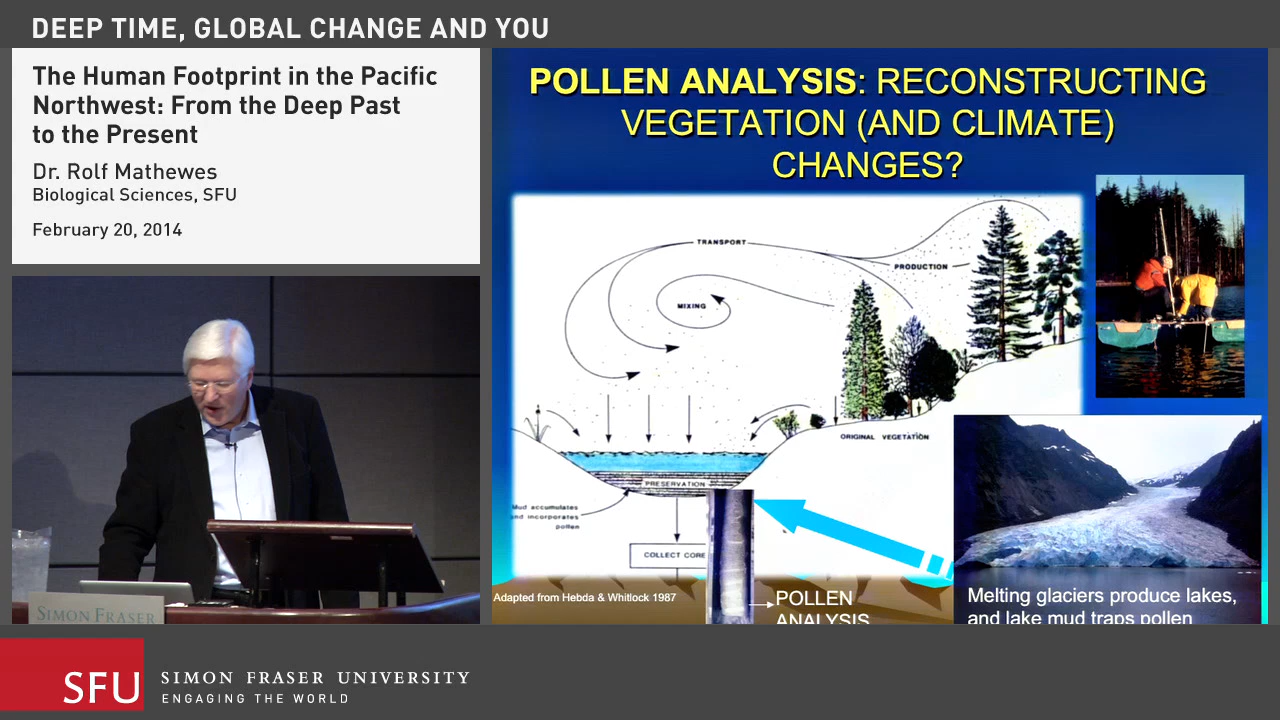 DEEP TIME, GLOBAL CHANGE AND YOU
The Human Footprint in the Pacific
Northwest: From the Deep Past
to the Present
Dr. Rolf Mathewes
Biological Sciences, SFU
February 20, 2014
POLLEN ANALYSIS: RECONSTRUCTING
VEGETATION (AND CLIMATE)
CHANGES?
TRANSPORT
PRODUCTION
MIXING
ORIGINAL VEGETATION
PRESERVATION
Mud accumulates
and incorporates
pollen
COLLECT CORE
Adapted from Hebda & Whitlock 1987
POLLEN
ANALYSIS
Melting glaciers produce lakes,
and lake mud traps pollen
SIMON FRASER
SFU
SIMON FRASER UNIVERSITY
ENGAGING THE WORLD